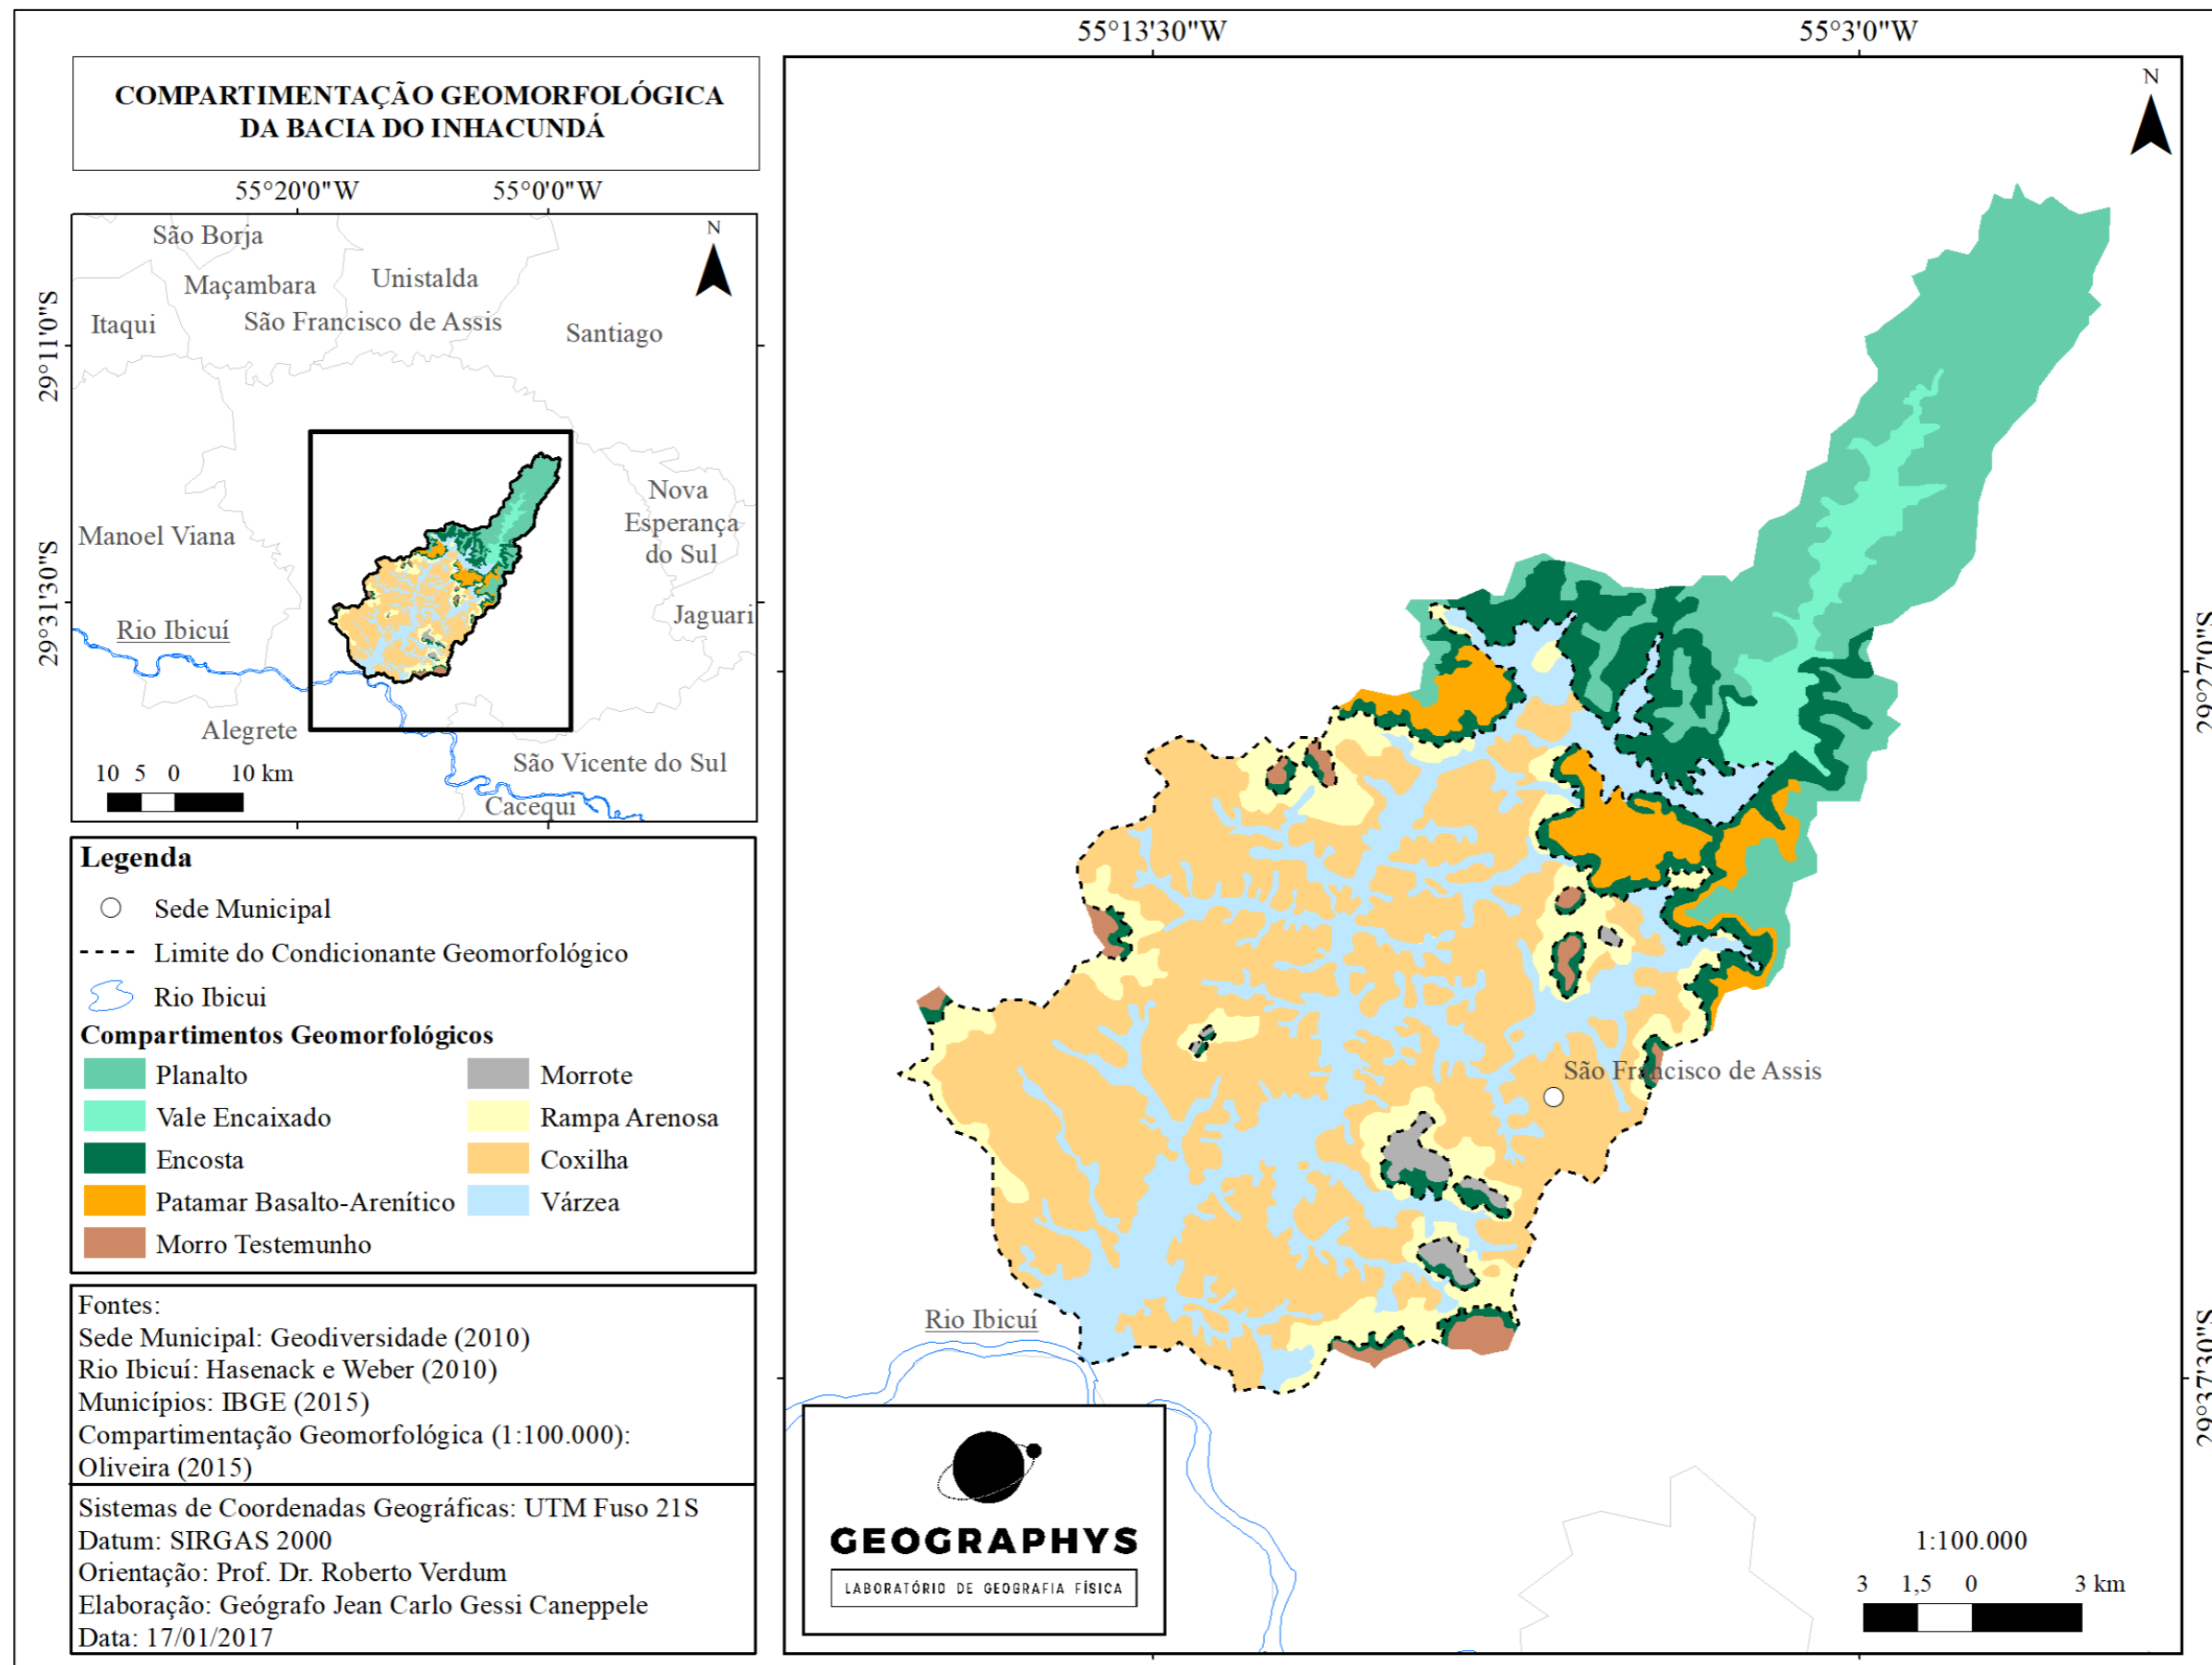 COMPARTIMENTAÇÃO GEOMORFOLÓGICA
DA BACIA DO INHACUNDÁ
55°20'0"W 55°0'0"W
29°11'0"S
29°31'30"S
N
São Borja
Maçambara
Unistalda
Itaqui
São Francisco de Assis
Santiago
Manoel Viana
Nova
Esperança
do Sul
Jaguari
Rio Ibicuí
Alegrete
São Vicente do Sul
Cacequi
10 5 0 10 km
Legenda
Sede Municipal
Limite do Condicionante Geomorfológico
Rio Ibicui
Compartimentos Geomorfológicos
Planalto
Vale Encaixado
Encosta
Patamar Basalto-Arenítico
Morro Testemunho
Morrote
Rampa Arenosa
Coxilha
Várzea
Fontes:
Sede Municipal: Geodiversidade (2010)
Rio Ibicuí: Hasenack e Weber (2010)
Municípios: IBGE (2015)
Compartimentação Geomorfológica (1:100.000):
Oliveira (2015)
Sistemas de Coordenadas Geográficas: UTM Fuso 21S
Datum: SIRGAS 2000
Orientação: Prof. Dr. Roberto Verdum
Elaboração: Geógrafo Jean Carlo Gessi Caneppele
Data: 17/01/2017
55°13'30"W 55°3'0"W
N
29°27'0"S
29°37'30"S
São Francisco de Assis
Rio Ibicuí
GEOGRAPHYS
LABORATÓRIO DE GEOGRAFIA FÍSICA
1:100.000
3 1,5 0 3 km